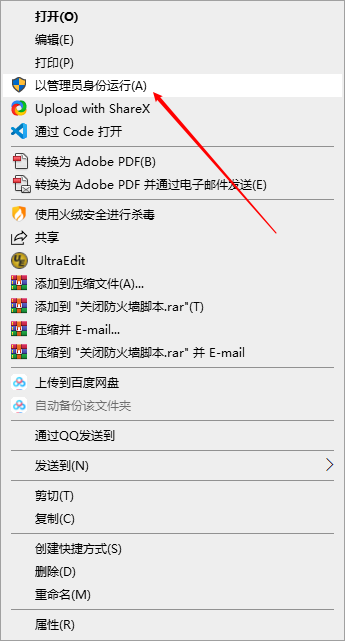 打开(O)
编辑(E)
打印(P)
以管理员身份运行(A)
Upload with ShareX
通过 Code 打开
转换为 Adobe PDF(B)
转换为 Adobe PDF 并通过电子邮件发送(E)
使用火绒安全进行杀毒
共享
UltraEdit
添加到压缩文件(A)...
添加到 "关闭防火墙脚本.rar"(T)
压缩并 E-mail...
压缩到 "关闭防火墙脚本.rar" 并 E-mail
上传到百度网盘
自动备份该文件夹
通过QQ发送到
发送到(N)
剪切(T)
复制(C)
创建快捷方式(S)
删除(D)
重命名(M)
属性(R)